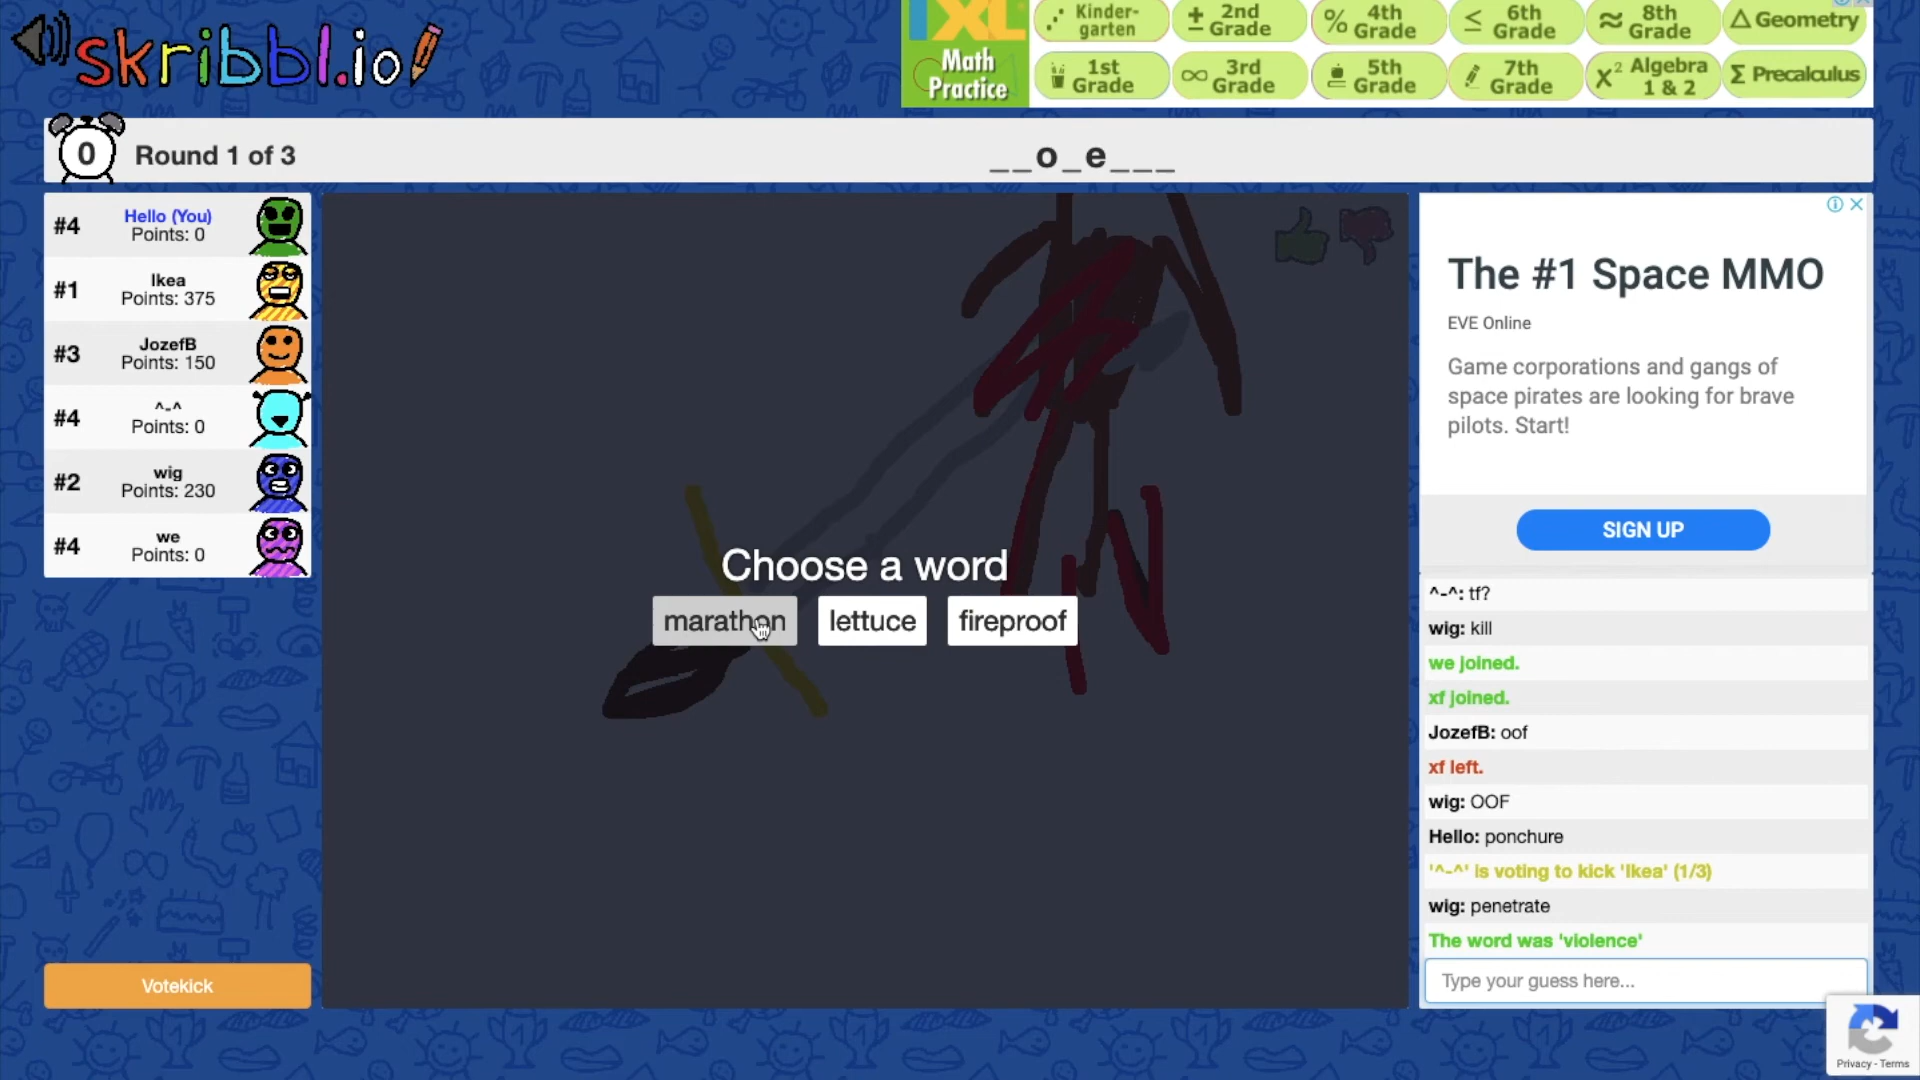 skribbl.io
IXL
Math
Practice
Kinder-
garten
2nd
Grade
4th
Grade
6th
Grade
8th
Grade
Geometry
1st
Grade
3rd
Grade
5th
Grade
7th
Grade
Algebra
1 & 2
Precalculus
0
Round 1 of 3
__o_e___
#4
Hello (You)
Points: 0
#1
Ikea
Points: 375
#3
JozefB
Points: 150
#4
^-^
Points: 0
#2
wig
Points: 230
#4
we
Points: 0
Votekick
Choose a word
marathon lettuce fireproof
The #1 Space MMO
EVE Online
Game corporations and gangs of
space pirates are looking for brave
pilots. Start!
SIGN UP
^-^: tf?
wig: kill
we joined.
xf joined.
JozefB: oof
xf left.
wig: OOF
Hello: ponchure
'^-^' is voting to kick 'Ikea' (1/3)
wig: penetrate
The word was 'violence'
Type your guess here...
Privacy - Terms